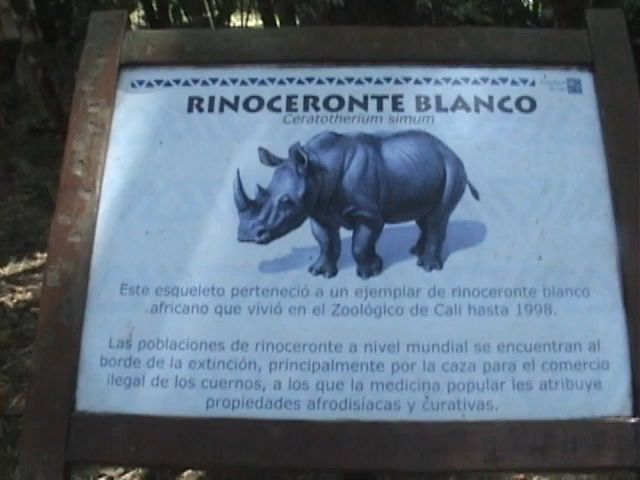 RINOCERONTE BLANCO
Ceratotherium simum
Este esqueleto perteneció a un ejemplar de rinoceronte blanco
africano que vivió en el Zoológico de Cali hasta 1998.
Las poblaciones de rinoceronte a nivel mundial se encuentran al
borde de la extinción, principalmente por la caza para el comercio
ilegal de los cuernos, a los que la medicina popular les atribuye
propiedades afrodisíacas y curativas.